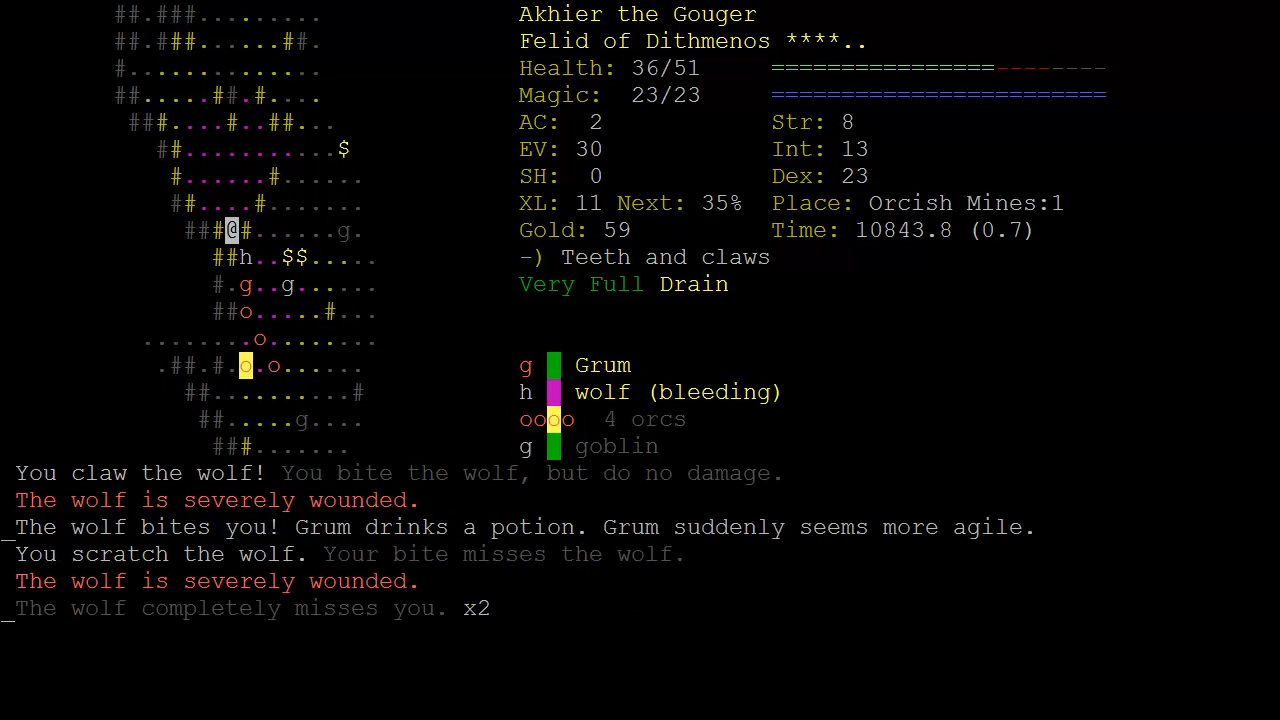 ##.###.........          Akhier the Gouger
##.###......##.          Felid of Dithmenos ****..
#..............          Health: 36/51     ================--------
##.....##.#....          Magic:  23/23     ========================
###....#..##...          AC:  2            Str: 8
##...........$           EV: 30            Int: 13
#......#......           SH:  0            Dex: 23
##....#.......           XL: 11 Next: 35%  Place: Orcish Mines:1
###@#......g.            Gold: 59          Time: 10843.8 (0.7)
##h..$$.....             -) Teeth and claws
#.g..g......             Very Full Drain
##o.....#...
........o........
.##.#.o.o......          g   Grum
##..........#            h   wolf (bleeding)
##.....g....             oooo  4 orcs
###.......               g   goblin
You claw the wolf! You bite the wolf, but do no damage.
The wolf is severely wounded.
_The wolf bites you! Grum drinks a potion. Grum suddenly seems more agile.
You scratch the wolf. Your bite misses the wolf.
The wolf is severely wounded.
_The wolf completely misses you. x2